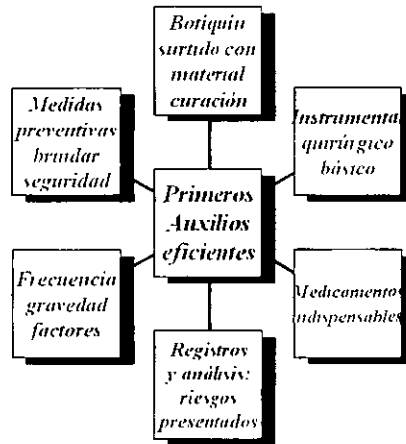 Botiquín
surtido con
material
curación
Medidas
preventivas
brindar
seguridad
Instrumental
quirúrgico
básico
Primeros
Auxilios
eficientes
Frecuencia
gravedad
factores
Medicamentos
indispensables
Registros
y análisis:
riesgos
presentados